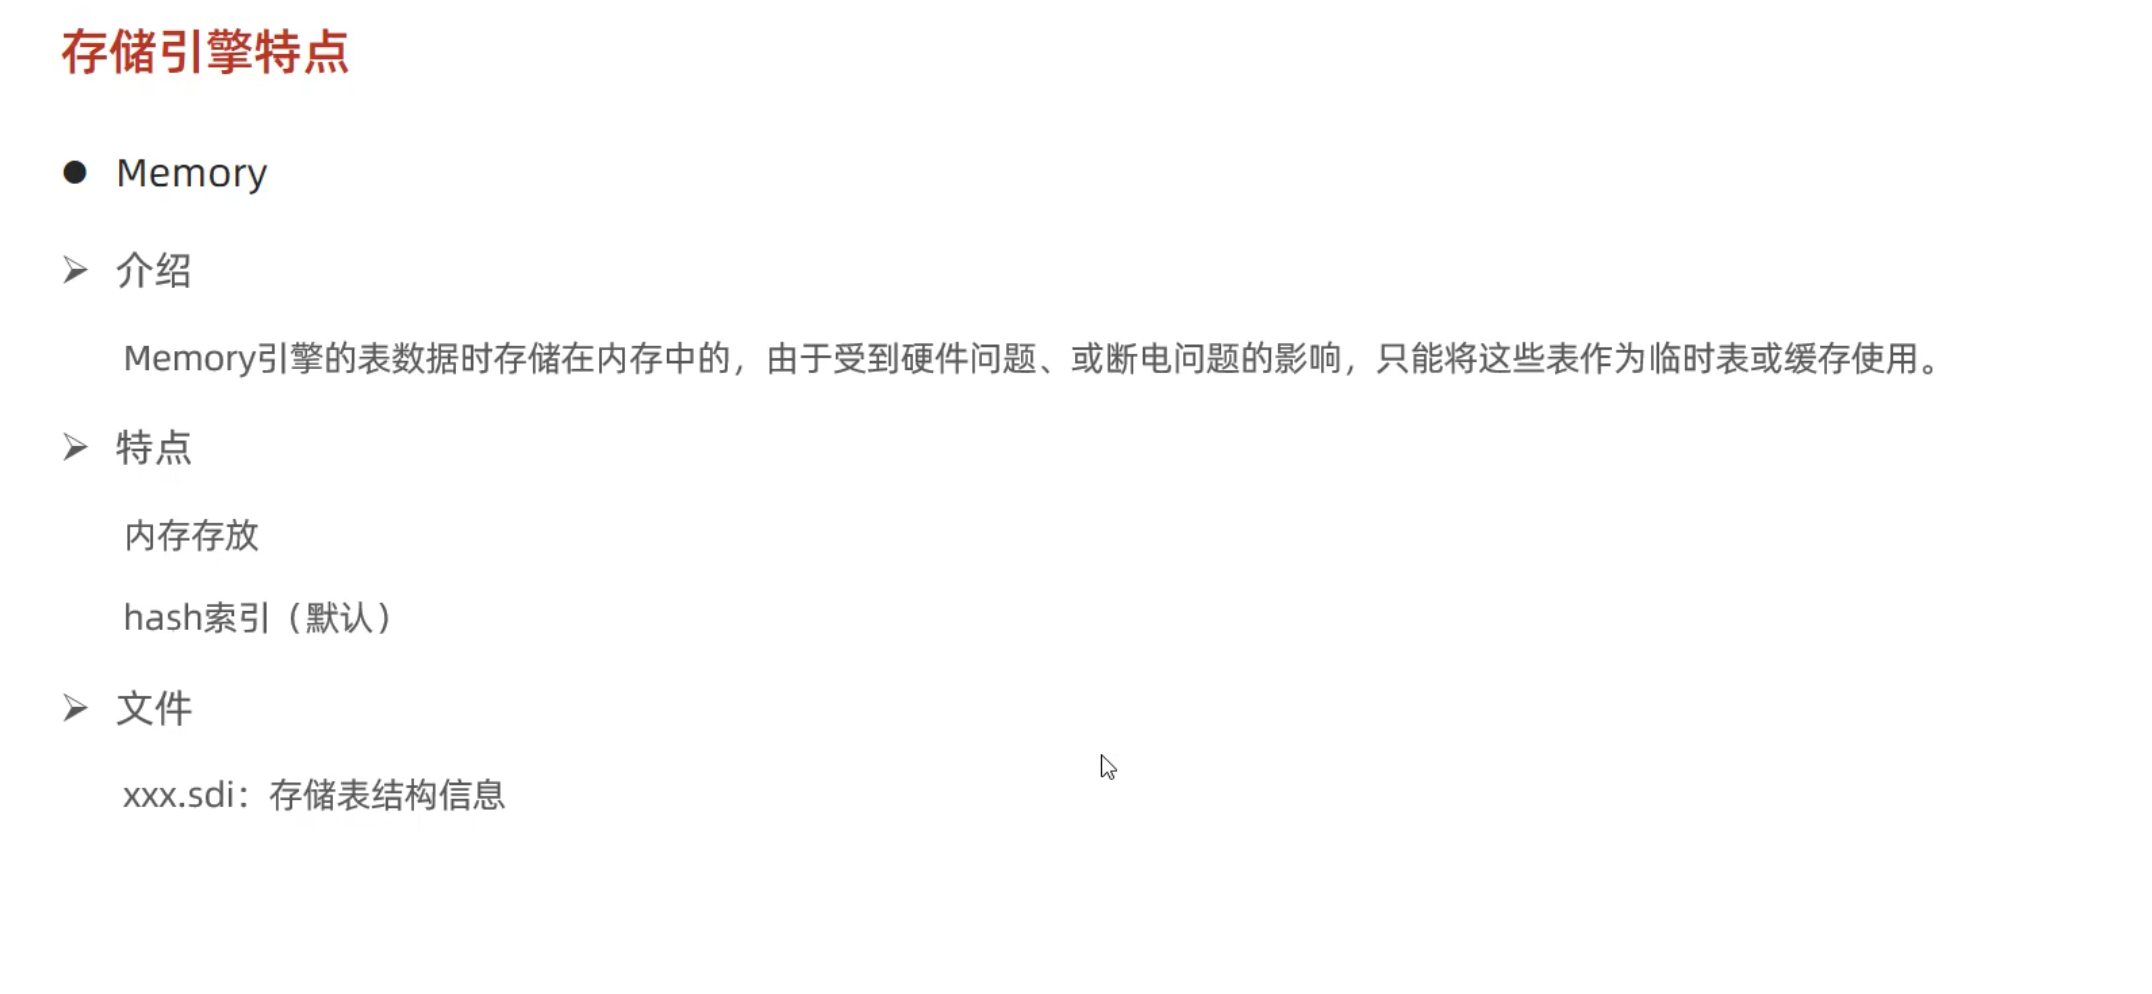 存储引擎特点
Memory
介绍
Memory引擎的表数据时存储在内存中的，由于受到硬件问题、或断电问题的影响，只能将这些表作为临时表或缓存使用。
特点
内存存放
hash索引（默认）
文件
xxx.sdi：存储表结构信息